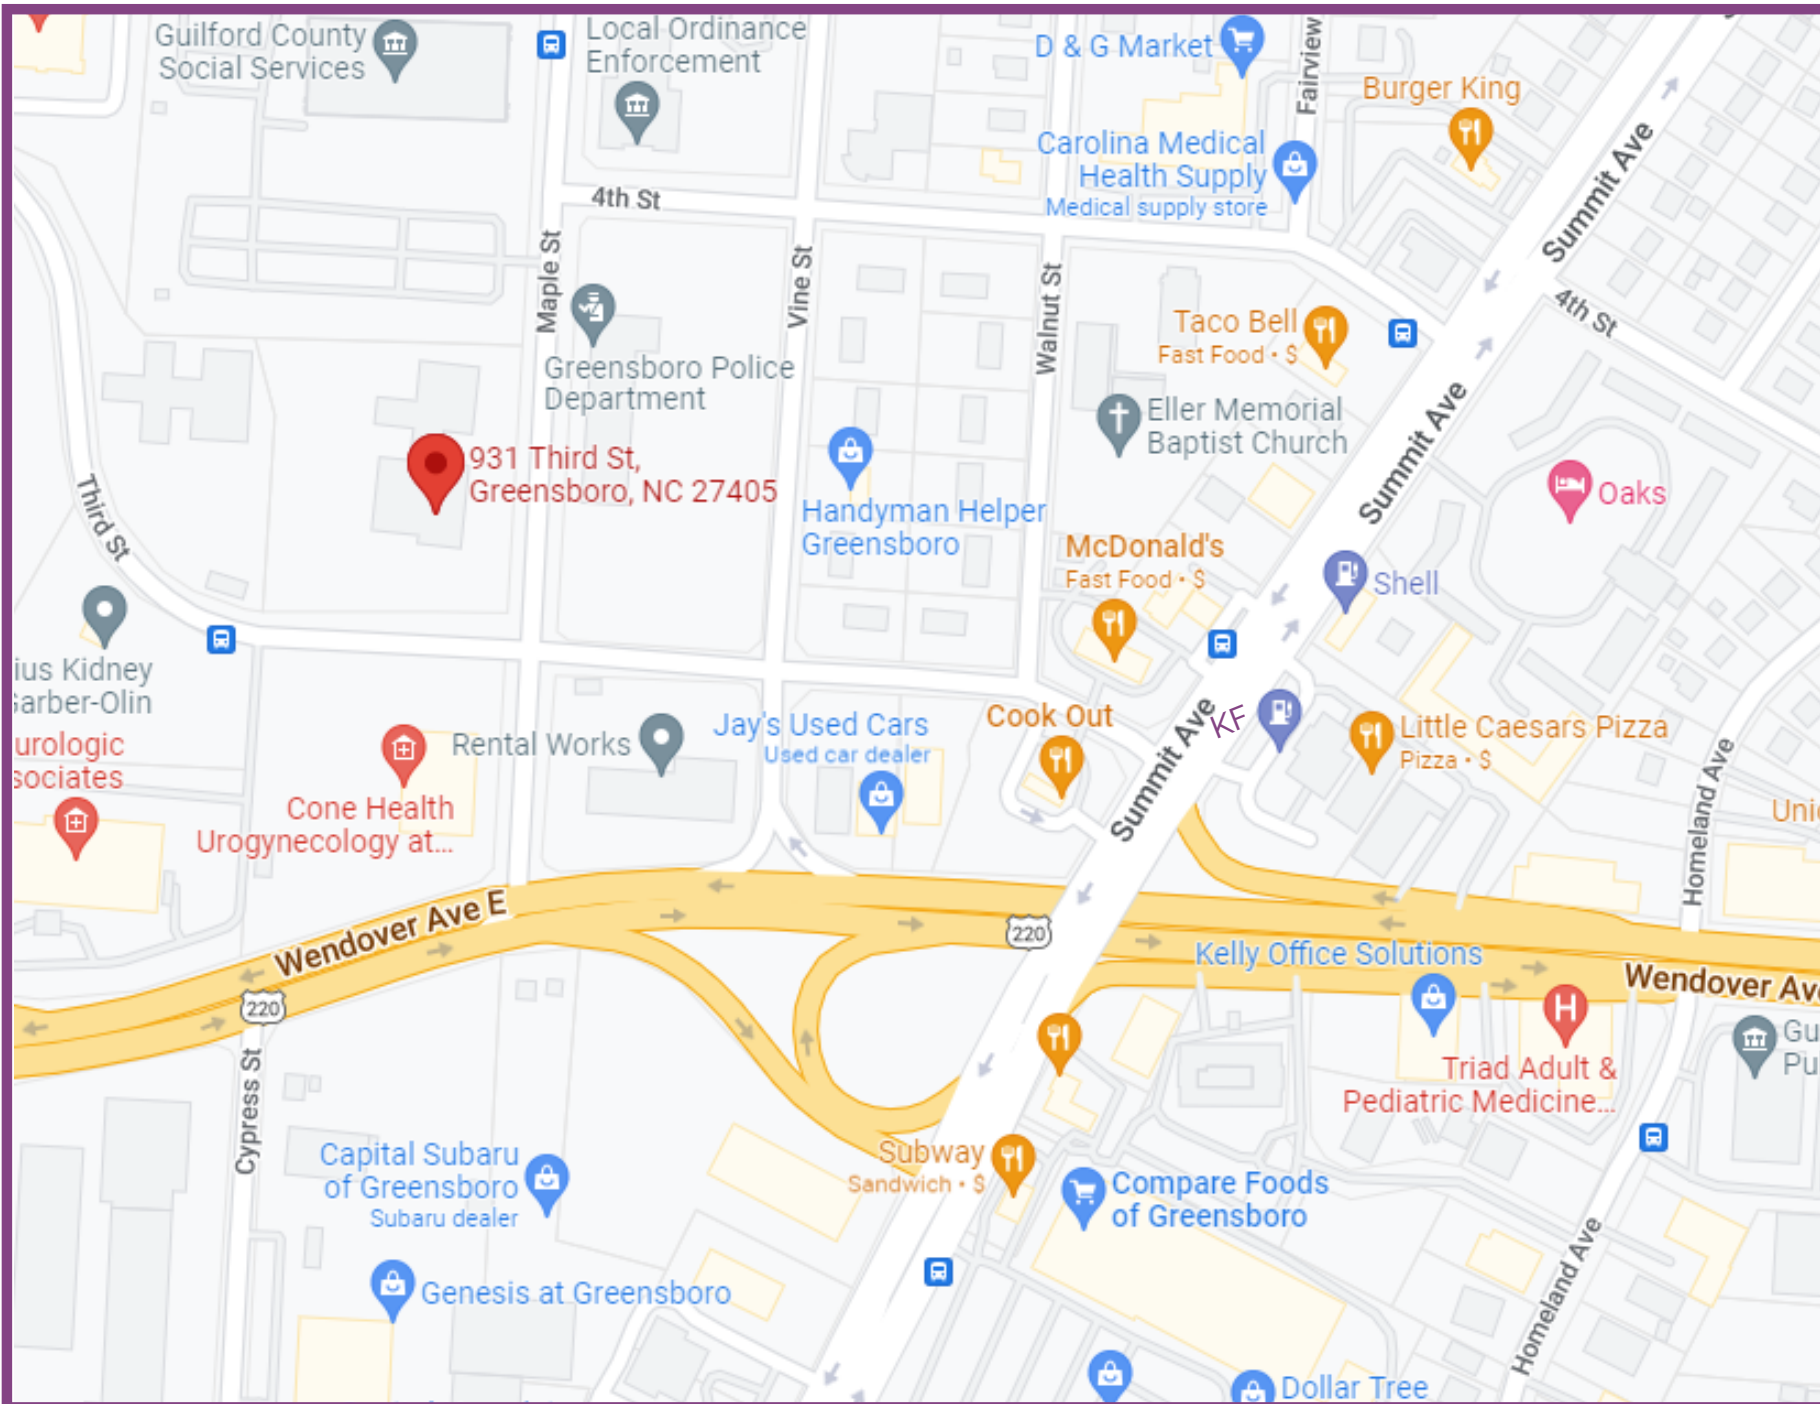 Guilford County
Social Services
Local Ordinance
Enforcement
D & G Market
Fairview
Burger King
Carolina Medical
Health Supply
Medical supply store
Summit Ave
4th St
Maple St
Vine St
Walnut St
4th St
Greensboro Police
Department
Taco Bell
Fast Food • $
Eller Memorial
Baptist Church
Summit Ave
931 Third St,
Greensboro, NC 27405
Oaks
Third St
Handyman Helper
Greensboro
McDonald's
Fast Food • $
Shell
ius Kidney
arber-Olin
urologic
sociates
Rental Works
Jay's Used Cars
Used car dealer
Cook Out
Summit Ave
KF
Little Caesars Pizza
Pizza • $
Homeland Ave
Cone Health
Urogynecology at...
Uni
Wendover Ave E
220
220
Kelly Office Solutions
Wendover Av
H
Triad Adult &
Pediatric Medicine...
Gu
Pu
Cypress St
Capital Subaru
of Greensboro
Subaru dealer
Subway
Sandwich • $
Compare Foods
of Greensboro
Genesis at Greensboro
Homeland Ave
Dollar Tree